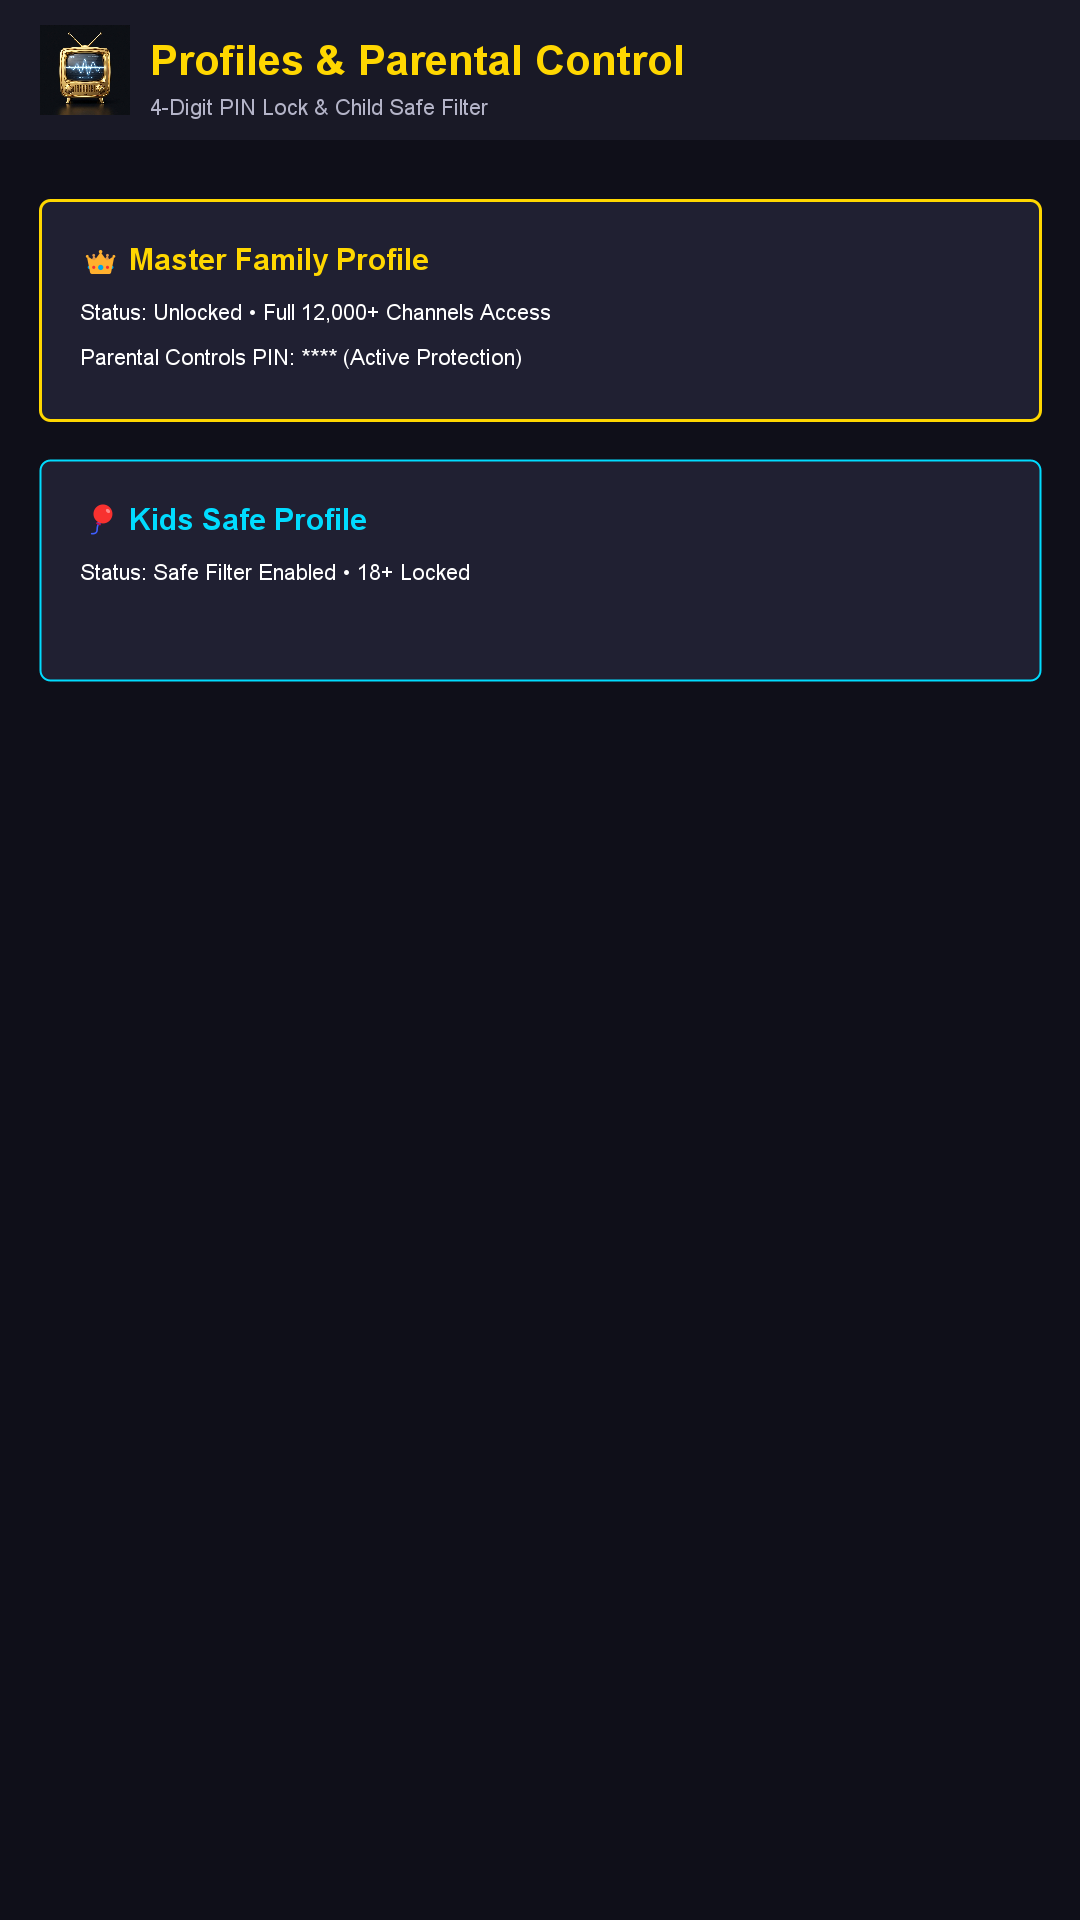 Profiles & Parental Control
4-Digit PIN Lock & Child Safe Filter
👑 Master Family Profile
Status: Unlocked • Full 12,000+ Channels Access
Parental Controls PIN: **** (Active Protection)
🎈 Kids Safe Profile
Status: Safe Filter Enabled • 18+ Locked